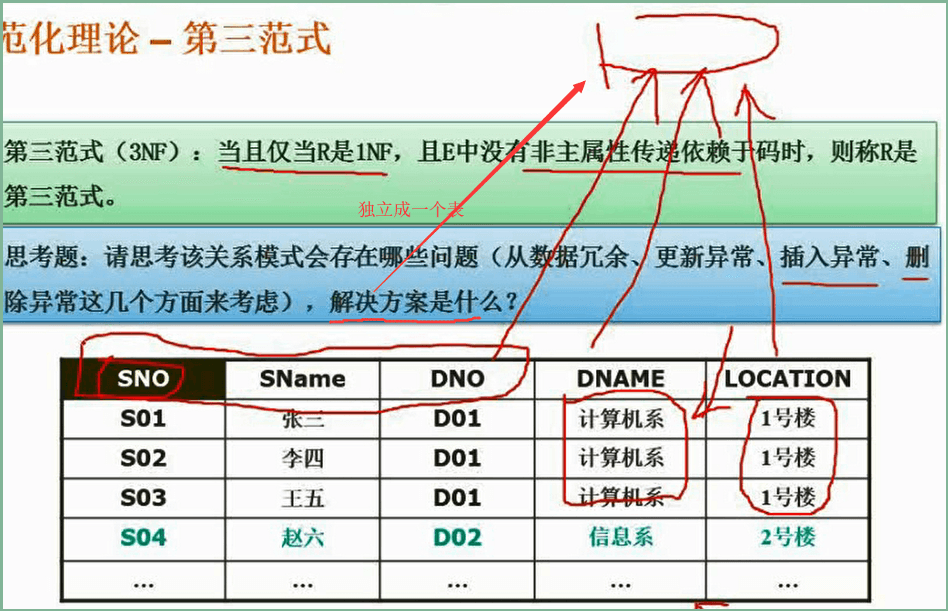 范化理论 – 第三范式
第三范式（3NF）：当且仅当R是1NF，且E中没有非主属性传递依赖于码时，则称R是
第三范式。
独立成一个表
思考题：请思考该关系模式会存在哪些问题（从数据冗余、更新异常、插入异常、删
除异常这几个方面来考虑），解决方案是什么？
SNO SName DNO DNAME LOCATION
S01 张三 D01 计算机系 1号楼
S02 李四 D01 计算机系 1号楼
S03 王五 D01 计算机系 1号楼
S04 赵六 D02 信息系 2号楼
... ... ... ... ...